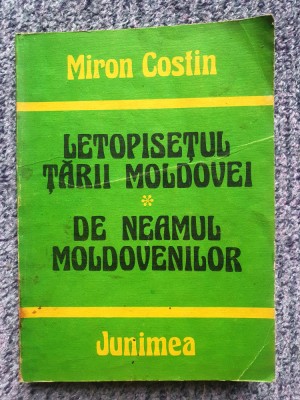 Miron Costin
LETOPISEȚUL
ȚĂRII MOLDOVEI
*
DE NEAMUL
MOLDOVENILOR
Junimea